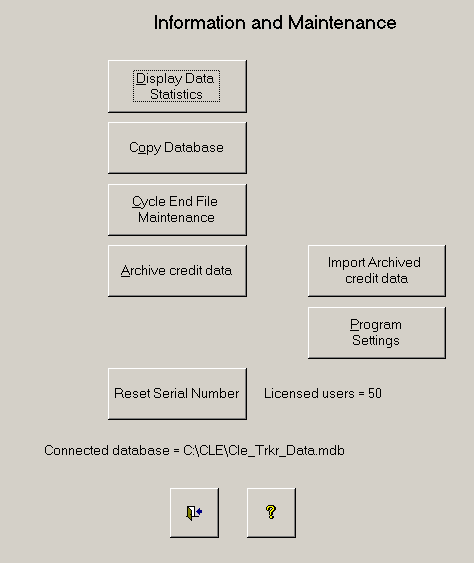 Information and Maintenance
Display Data
Statistics
Copy Database
Cycle End File
Maintenance
Archive credit data
Import Archived
credit data
Program
Settings
Reset Serial Number
Licensed users = 50
Connected database = C:\CLE\Cle_Trkr_Data.mdb
?